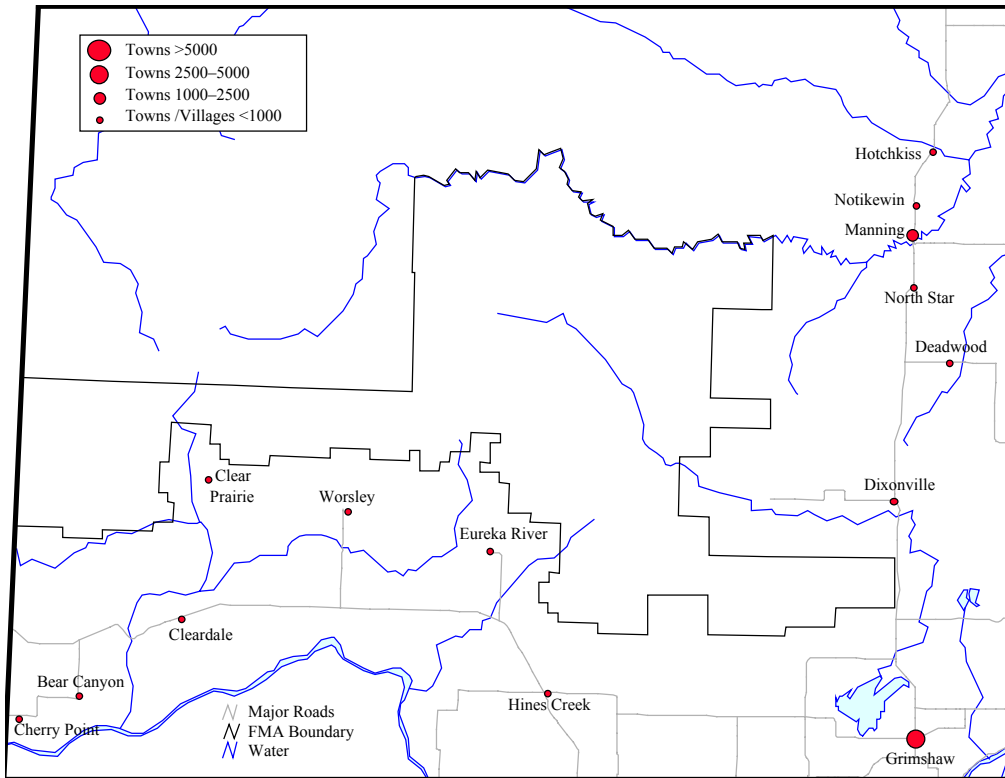 Towns >5000
Towns 2500–5000
Towns 1000–2500
Towns /Villages <1000
Hotchkiss
Notikewin
Manning
North Star
Deadwood
Clear
Prairie
Worsley
Dixonville
Eureka River
Cleardale
Bear Canyon
Hines Creek
Cherry Point
Major Roads
FMA Boundary
Water
Grimshaw